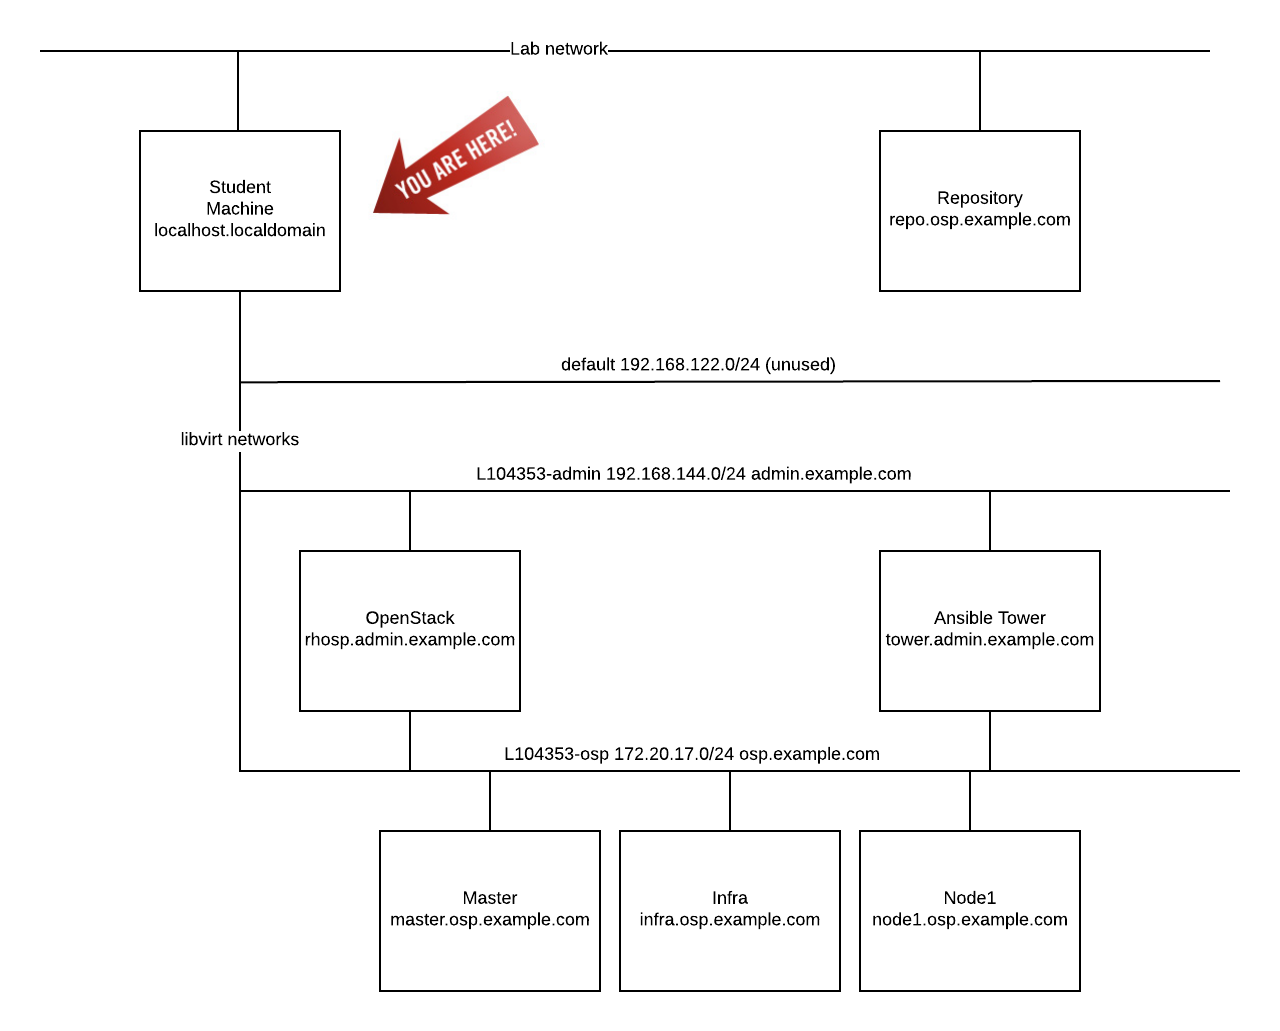 Lab network
YOU ARE HERE!
Student
Machine
localhost.localdomain
Repository
repo.osp.example.com
default 192.168.122.0/24 (unused)
libvirt networks
L104353-admin 192.168.144.0/24 admin.example.com
OpenStack
rhosp.admin.example.com
Ansible Tower
tower.admin.example.com
L104353-osp 172.20.17.0/24 osp.example.com
Master
master.osp.example.com
Infra
infra.osp.example.com
Node1
node1.osp.example.com